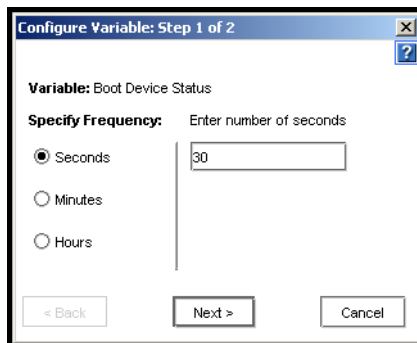 Configure Variable: Step 1 of 2
?
Variable: Boot Device Status
Specify Frequency: Enter number of seconds
Seconds 30
Minutes
Hours
< Back Next > Cancel